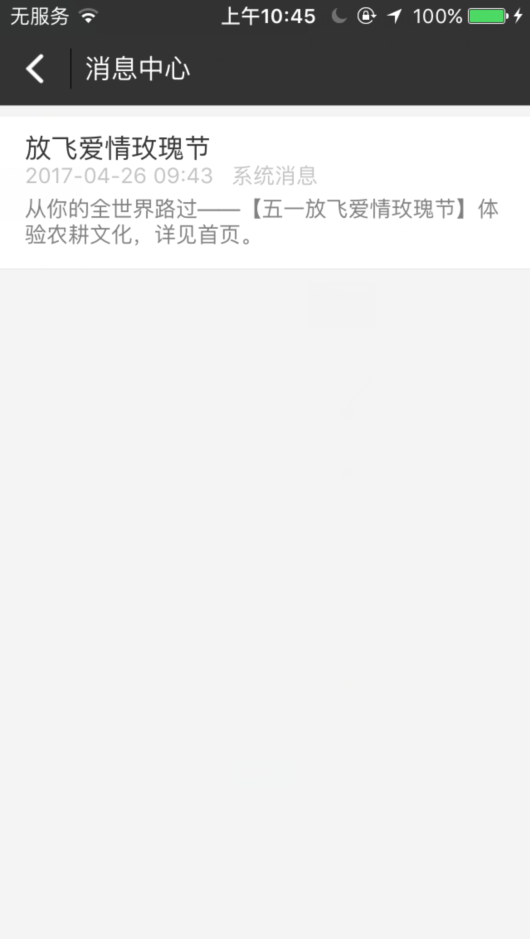 无服务 上午10:45 100%
消息中心
放飞爱情玫瑰节
2017-04-26 09:43 系统消息
从你的全世界路过——【五一放飞爱情玫瑰节】体
验农耕文化，详见首页。